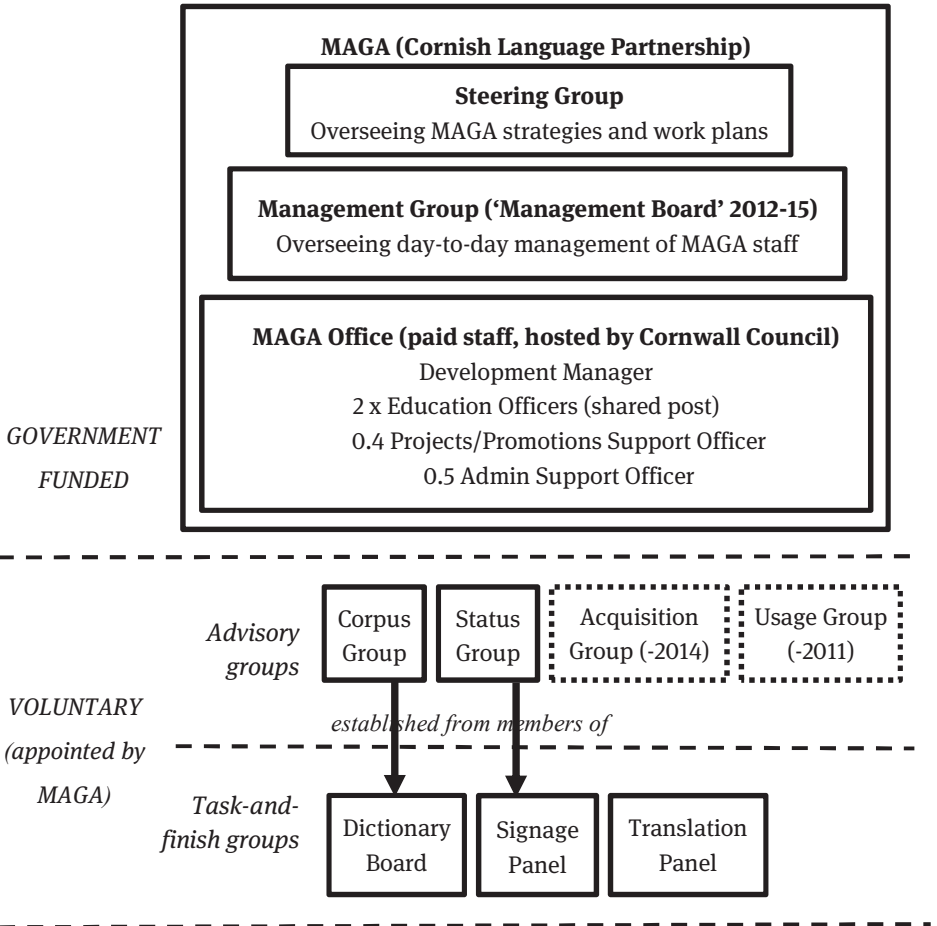 MAGA (Cornish Language Partnership)
Steering Group
Overseeing MAGA strategies and work plans
Management Group (‘Management Board’ 2012-15)
Overseeing day-to-day management of MAGA staff
MAGA Office (paid staff, hosted by Cornwall Council)
Development Manager
2 x Education Officers (shared post)
0.4 Projects/Promotions Support Officer
0.5 Admin Support Officer
GOVERNMENT
FUNDED
Advisory
groups
Corpus
Group
Status
Group
Acquisition
Group (-2014)
Usage Group
(-2011)
VOLUNTARY
(appointed by
MAGA)
established from members of
Task-and-
finish groups
Dictionary
Board
Signage
Panel
Translation
Panel